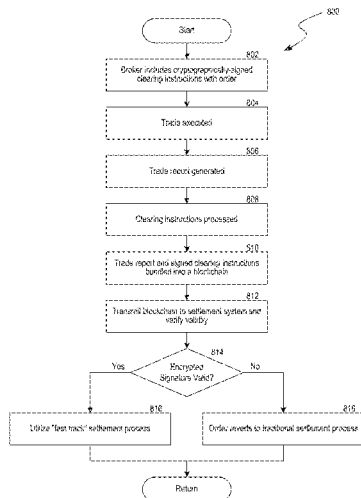 800
Start
802
Broker includes cryptographically-signed
clearing instructions with order
804
Trade executed
806
Trade report generated
808
Clearing instructions processed
810
Trade report and signed clearing instructions
bundled into a blockchain
812
Transmit blockchain to settlement system and
verify validity
814
Encrypted
Signature Valid?
Yes
No
816
Utilize "fast track" settlement process
Order reverts to traditional settlement process
Return